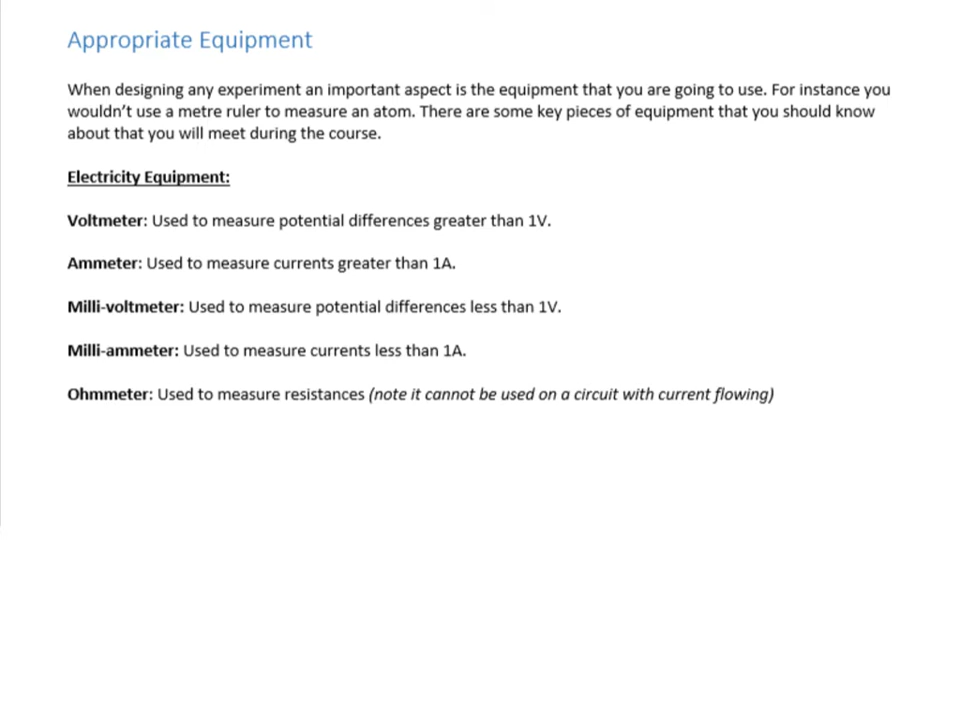 Appropriate Equipment
When designing any experiment an important aspect is the equipment that you are going to use. For instance you
wouldn't use a metre ruler to measure an atom. There are some key pieces of equipment that you should know
about that you will meet during the course.
Electricity Equipment:
Voltmeter: Used to measure potential differences greater than 1V.
Ammeter: Used to measure currents greater than 1A.
Milli-voltmeter: Used to measure potential differences less than 1V.
Milli-ammeter: Used to measure currents less than 1A.
Ohmmeter: Used to measure resistances (note it cannot be used on a circuit with current flowing)